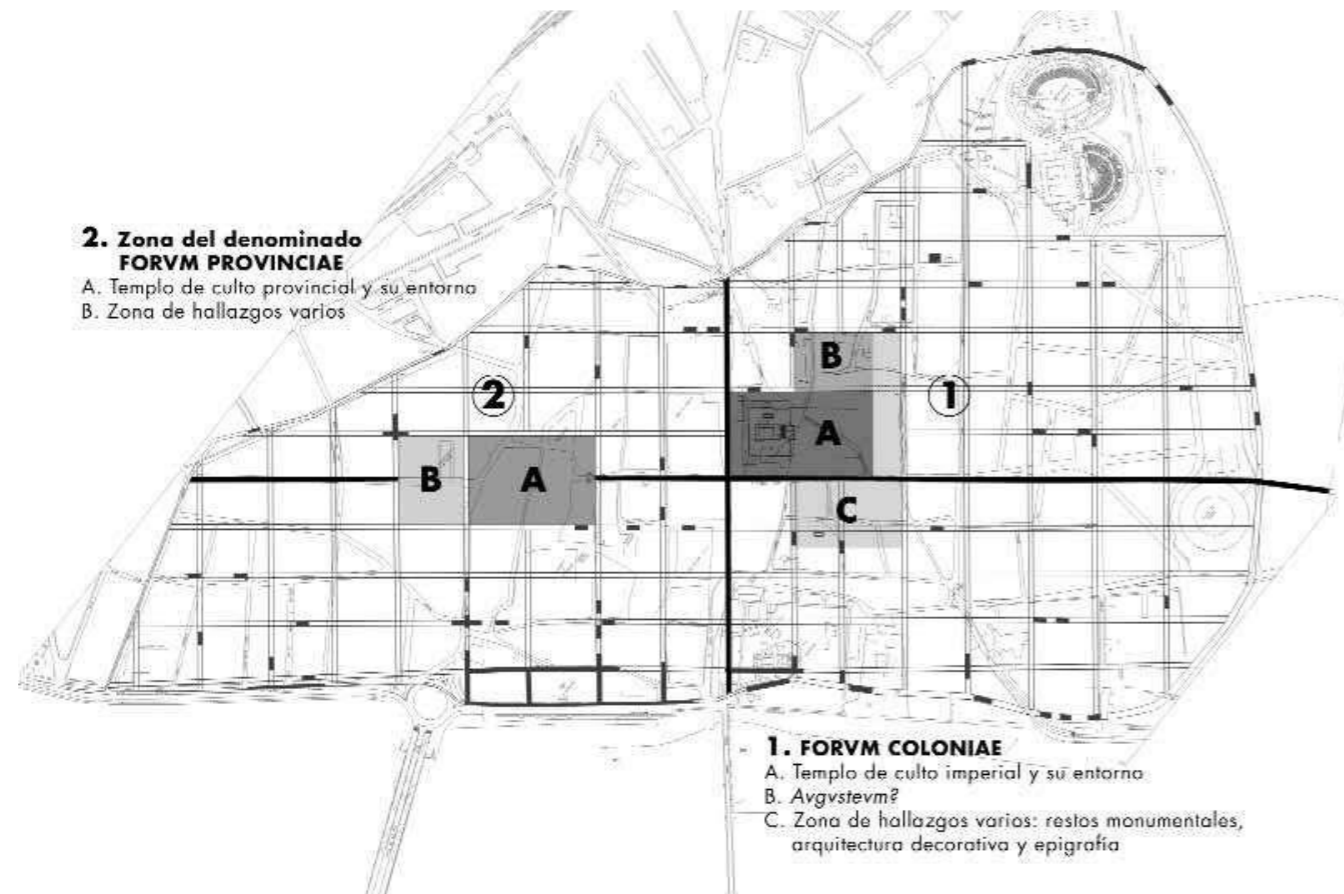 2. Zona del denominado
FORVM PROVINCIAE
A. Templo de culto provincial y su entorno
B. Zona de hallazgos varios
B
2
1
A
B
A
C
1. FORVM COLONIAE
A. Templo de culto imperial y su entorno
B. Avgvstevm?
C. Zona de hallazgos varios: restos monumentales,
arquitectura decorativa y epigrafía